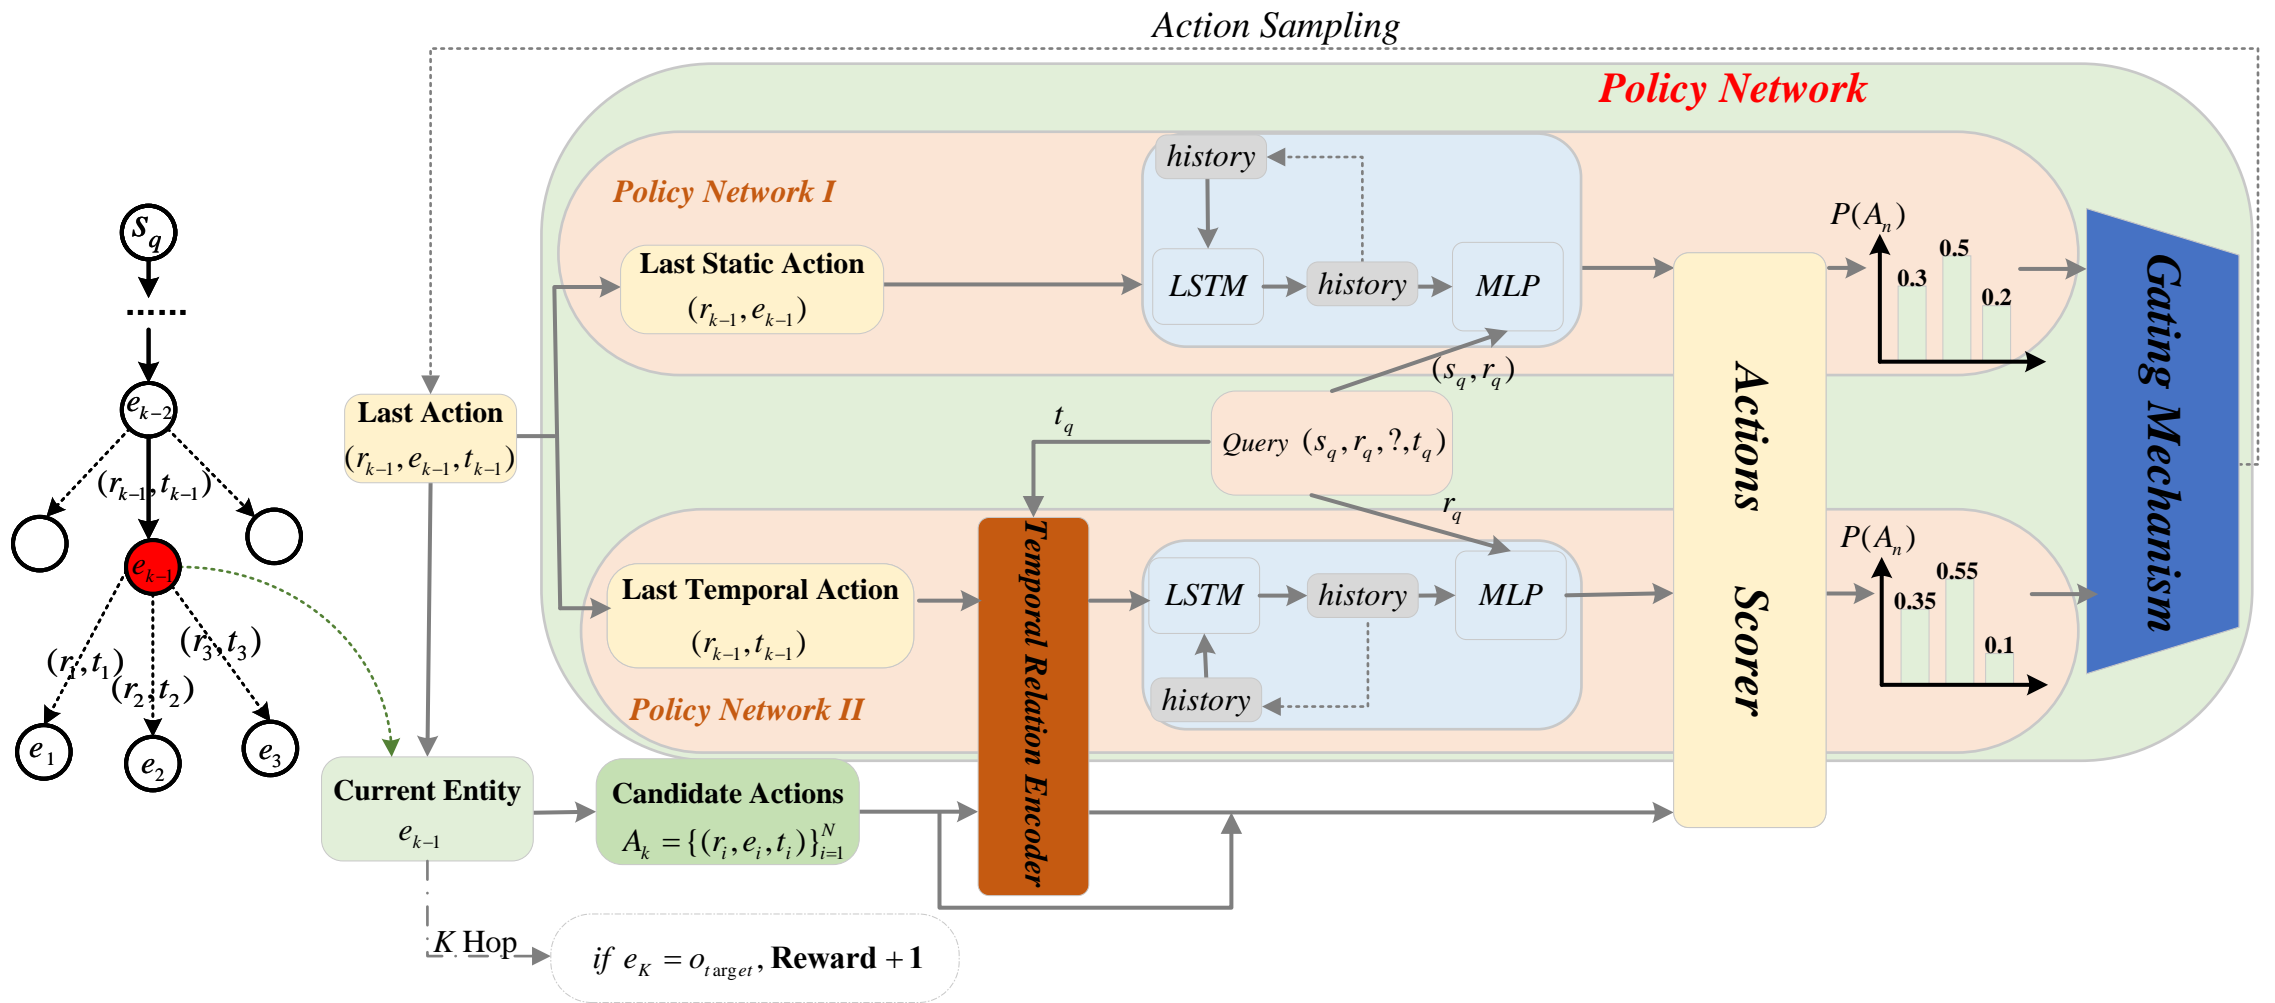 Action Sampling
Policy Network
Policy Network I
history
P(A_n)
0.3
0.5
0.2
S_q
......
Last Static Action
(r_{k-1}, e_{k-1})
LSTM
history
MLP
Gating Mechanism
(s_q, r_q)
e_{k-2}
Last Action
(r_{k-1}, e_{k-1}, t_{k-1})
t_q
Query (s_q, r_q, ?, t_q)
Actions Scorer
(r_{k-1}, t_{k-1})
r_q
Temporal Relation Encoder
P(A_n)
0.35
0.55
0.1
e_{k-1}
Last Temporal Action
(r_{k-1}, t_{k-1})
LSTM
history
MLP
(r_1, t_1)
(r_2, t_2)
(r_3, t_3)
history
Policy Network II
e_1
e_2
e_3
Current Entity
e_{k-1}
Candidate Actions
A_k = {(r_i, e_i, t_i)}_{i=1}^N
K Hop
if e_K = o_{target}, Reward + 1